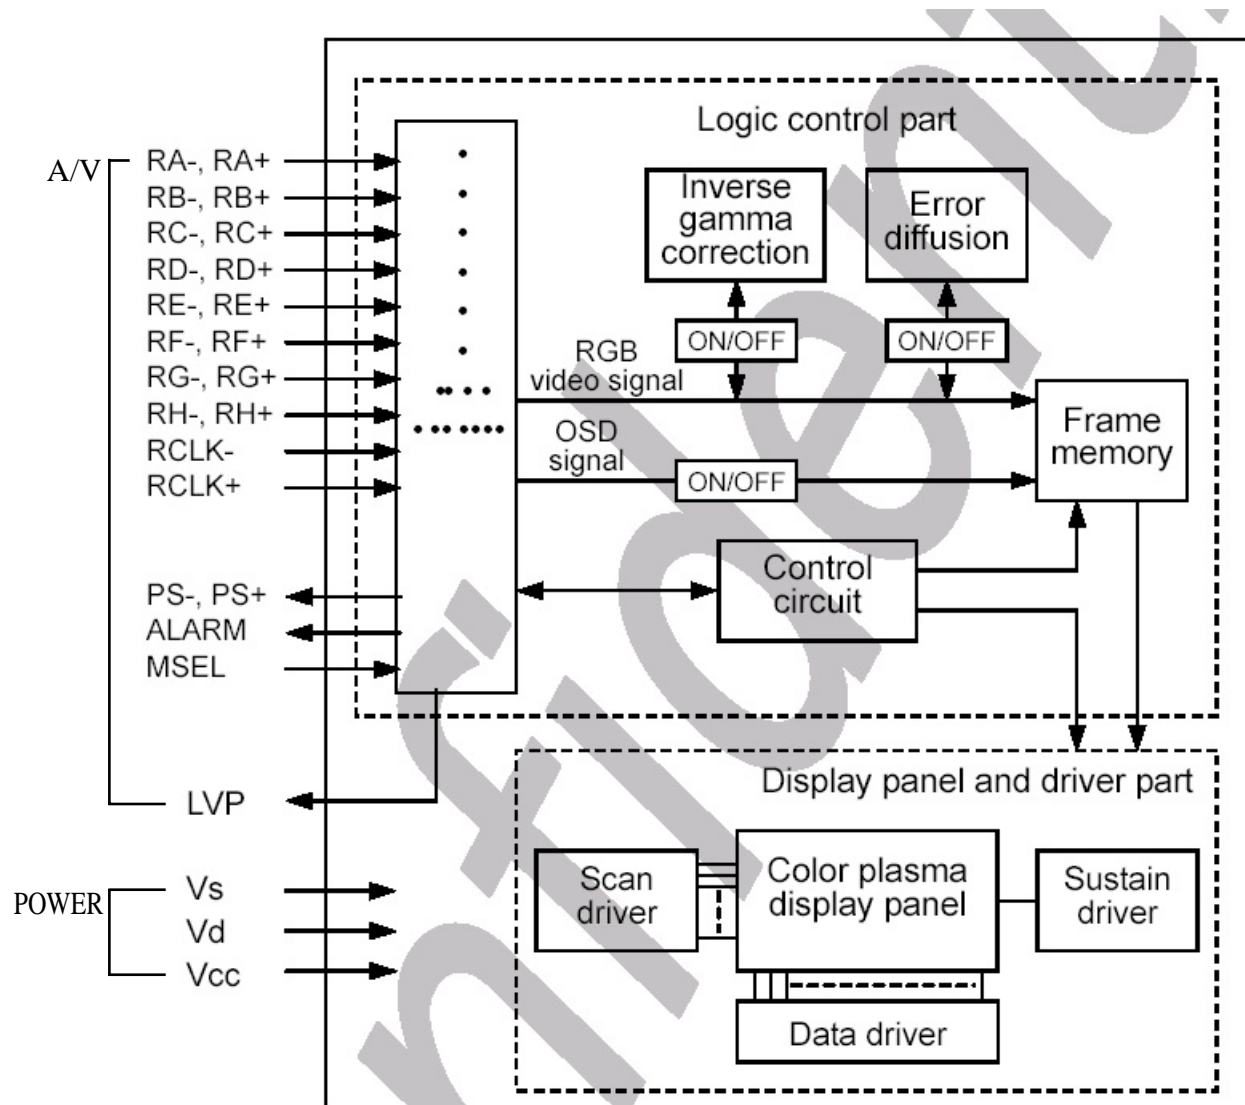 Logic control part
A/V
RA-, RA+
RB-, RB+
RC-, RC+
RD-, RD+
RE-, RE+
RF-, RF+
RG-, RG+
RH-, RH+
RCLK-
RCLK+
PS-, PS+
ALARM
MSEL
LVP
POWER
Vs
Vd
Vcc
Inverse
gamma
correction
Error
diffusion
ON/OFF
ON/OFF
RGB
video signal
OSD
signal
ON/OFF
Frame
memory
Control
circuit
Display panel and driver part
Scan
driver
Color plasma
display panel
Sustain
driver
Data driver